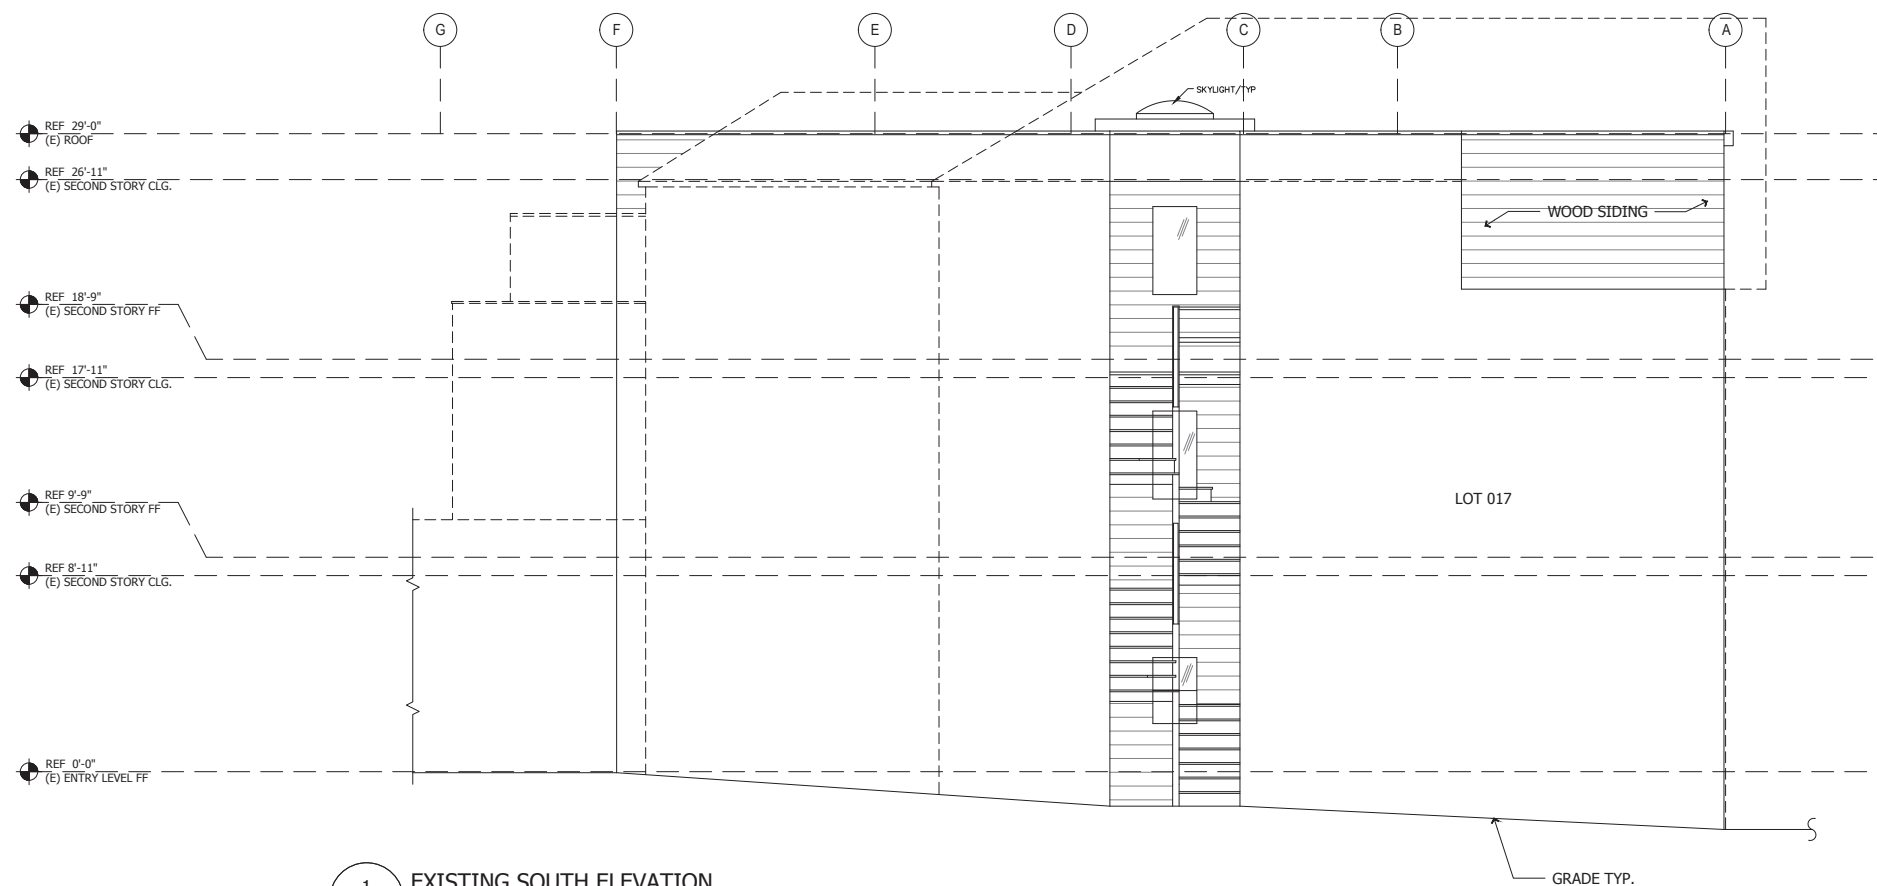 G F E D C B A
SKYLIGHT/TYP
REF 29'-0"
(E) ROOF
REF 26'-11"
(E) SECOND STORY CLG.
WOOD SIDING
REF 18'-9"
(E) SECOND STORY FF
REF 17'-11"
(E) SECOND STORY CLG.
REF 9'-9"
(E) SECOND STORY FF
LOT 017
REF 8'-11"
(E) SECOND STORY CLG.
REF 0'-0"
(E) ENTRY LEVEL FF
1 EXISTING SOUTH ELEVATION
GRADE TYP.